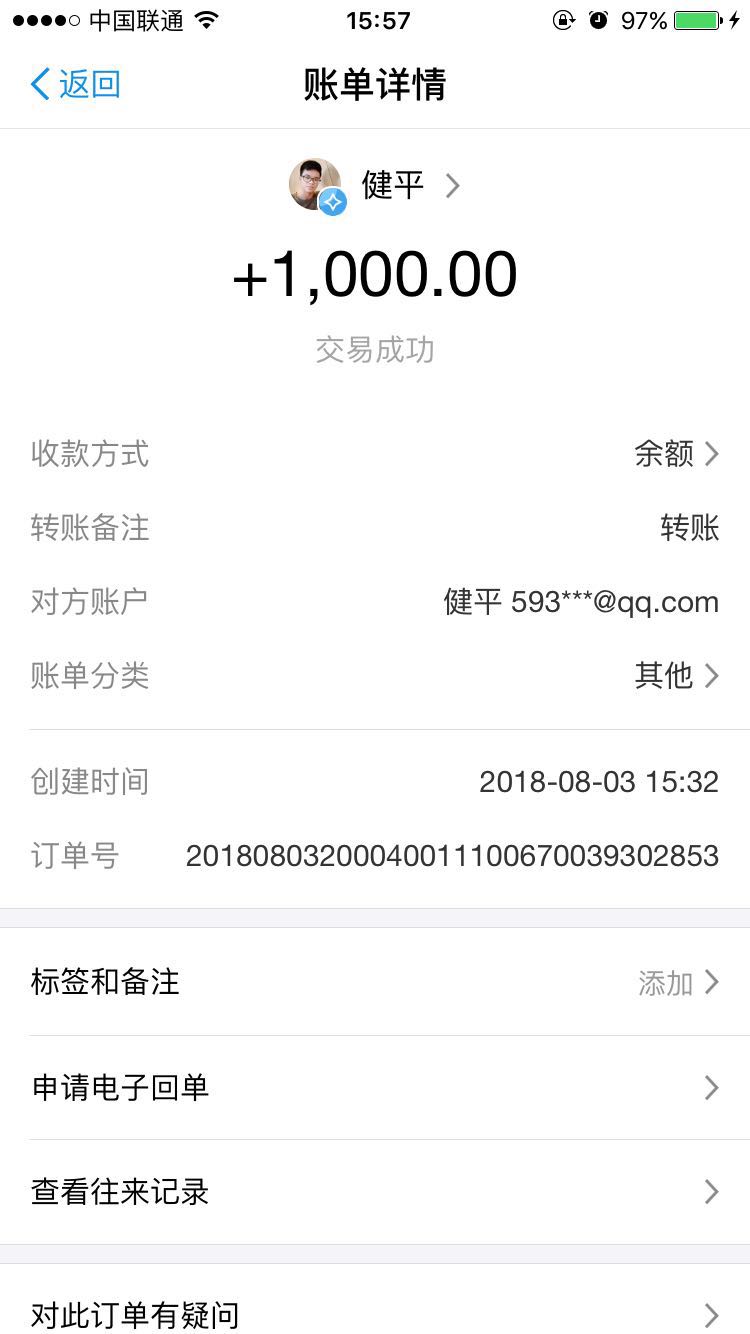 中国联通 15:57 97%
返回 账单详情
健平
+1,000.00
交易成功
收款方式 余额
转账备注 转账
对方账户 健平 593***@qq.com
账单分类 其他
创建时间 2018-08-03 15:32
订单号 20180803200040011100670039302853
标签和备注 添加
申请电子回单
查看往来记录
对此订单有疑问